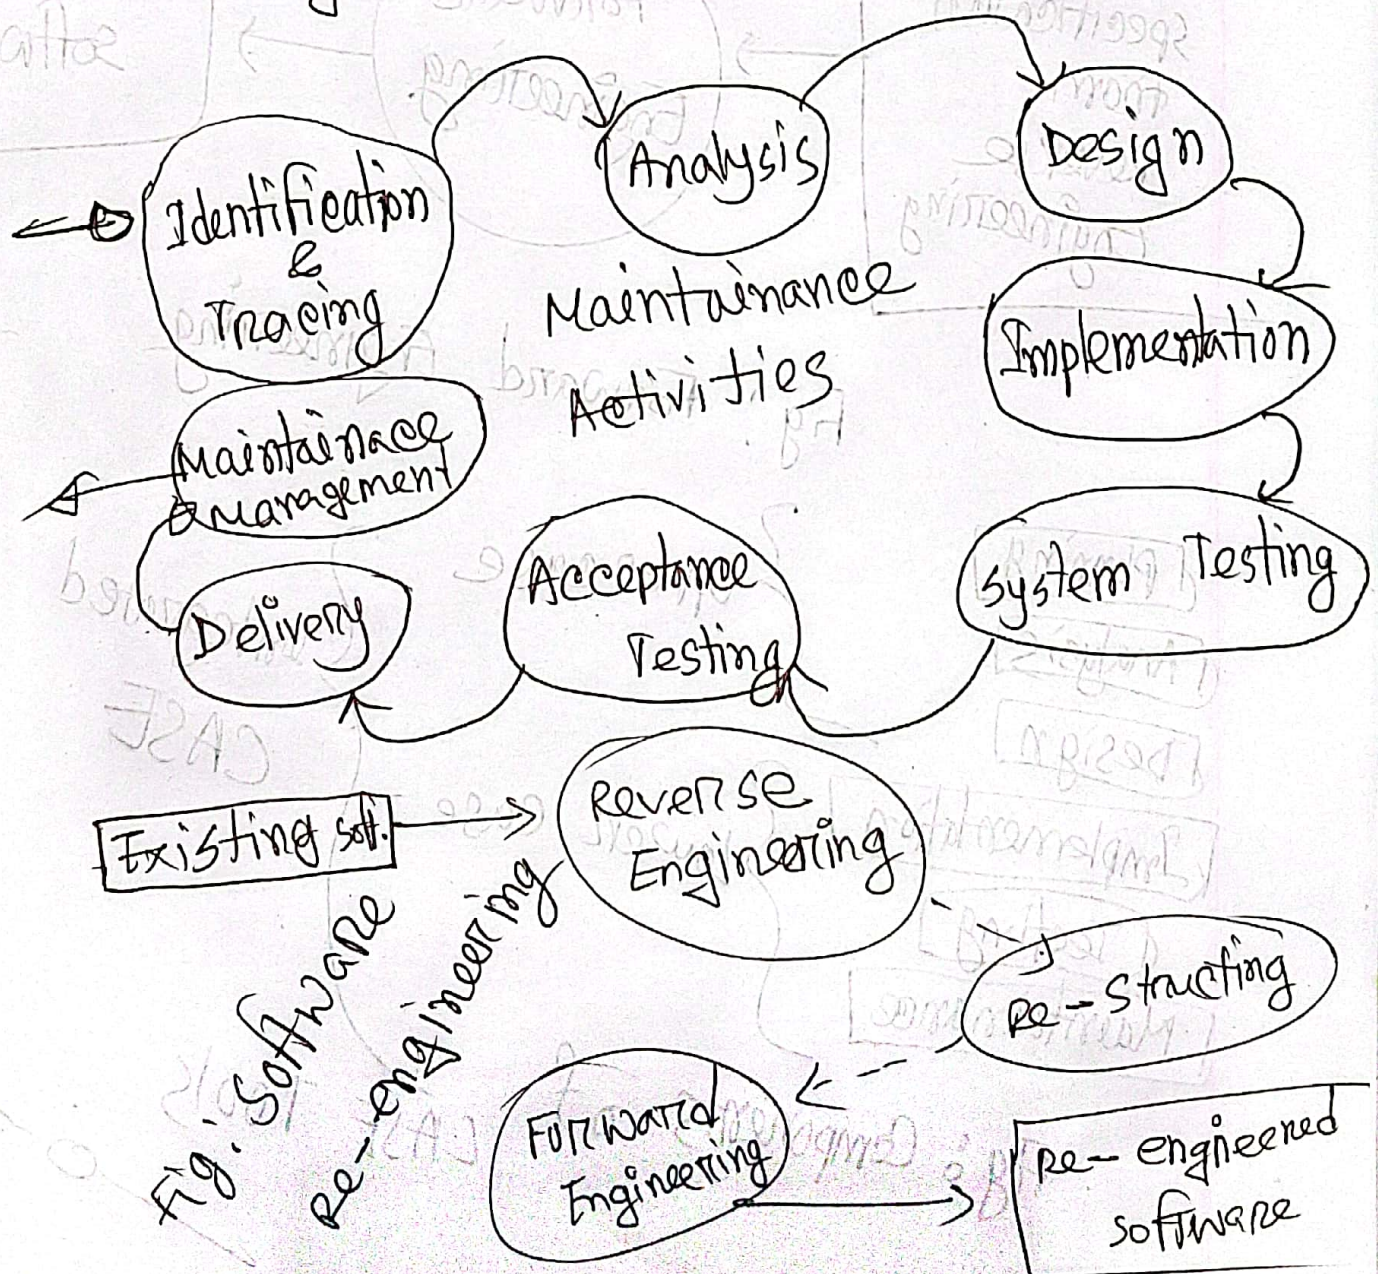 Identification
&
Tracing
Analysis
Design
Maintainance
Activities
Implementation
Maintainace
Management
Delivery
Acceptance
Testing
System Testing
Existing soft.
Reverse
Engineering
Re-structing
Forward
Engineering
Re-engineered
software
Fig: Software
Re-engineering